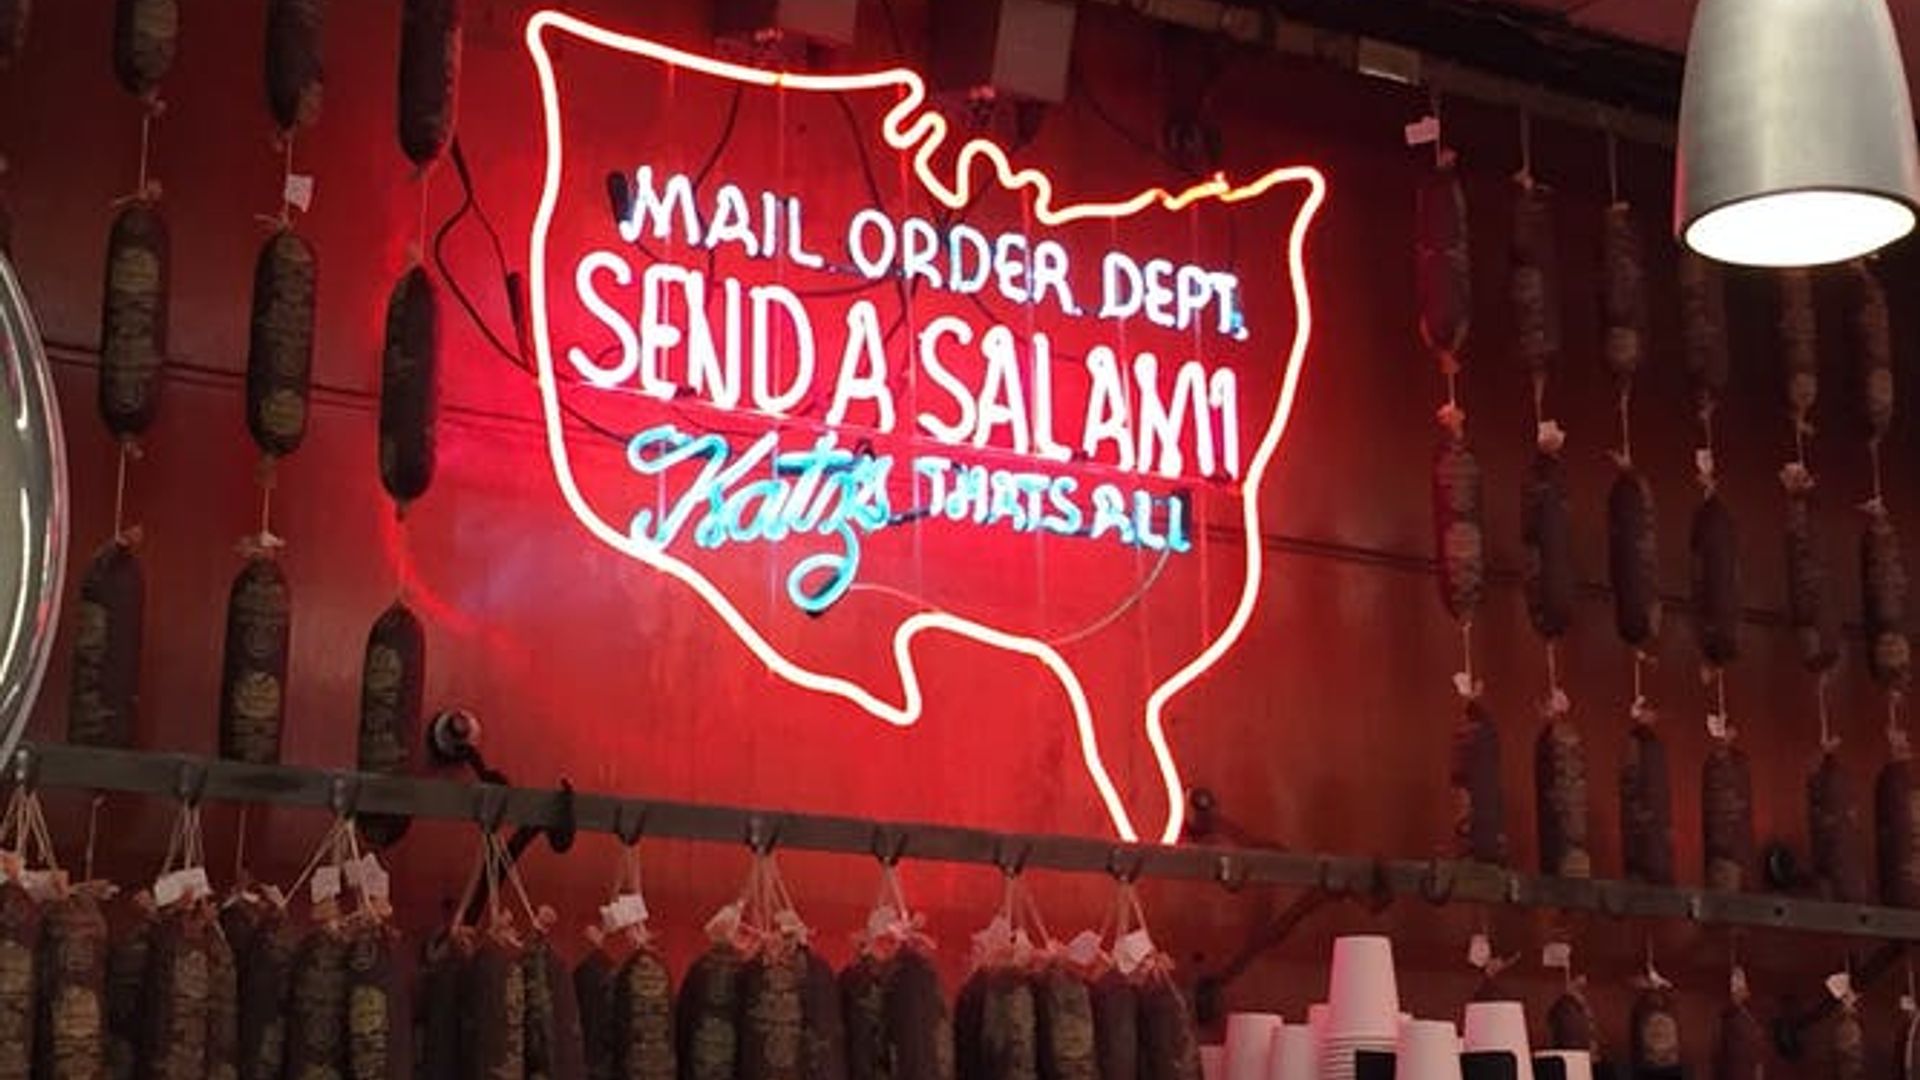 MAIL ORDER DEPT.
SEND A SALAMI
Katz's THATS ALL